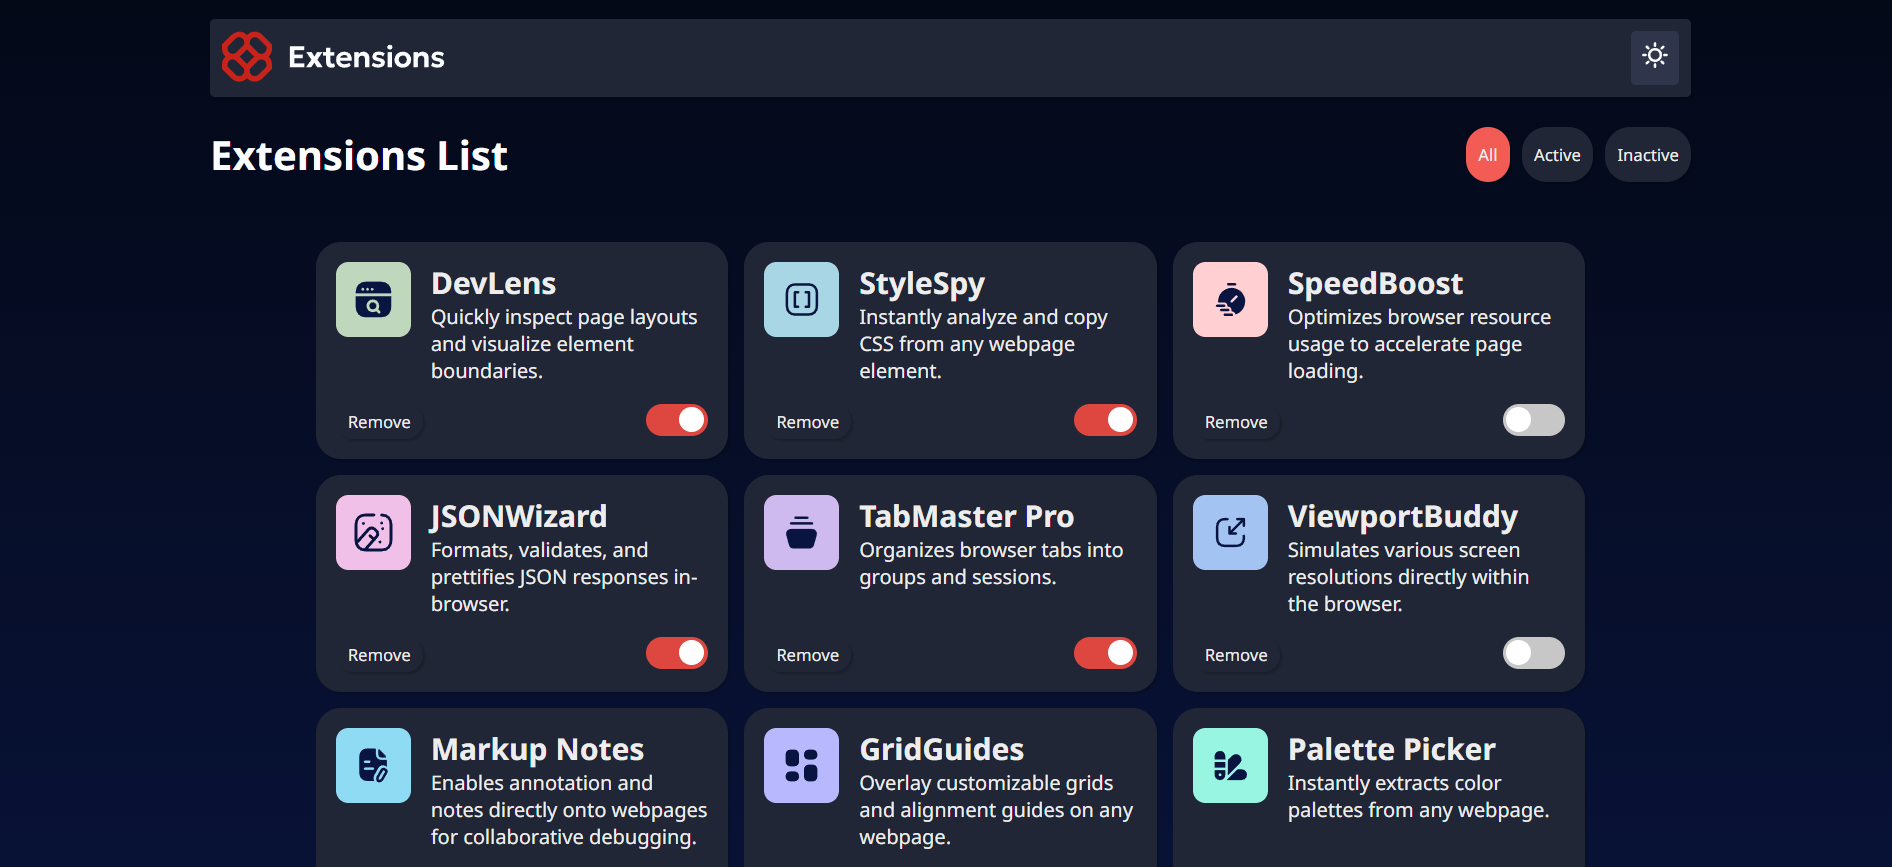 Extensions
Extensions List
All
Active
Inactive
DevLens
Quickly inspect page layouts
and visualize element
boundaries.
Remove
StyleSpy
Instantly analyze and copy
CSS from any webpage
element.
Remove
SpeedBoost
Optimizes browser resource
usage to accelerate page
loading.
Remove
JSONWizard
Formats, validates, and
prettifies JSON responses in-
browser.
Remove
TabMaster Pro
Organizes browser tabs into
groups and sessions.
Remove
ViewportBuddy
Simulates various screen
resolutions directly within
the browser.
Remove
Markup Notes
Enables annotation and
notes directly onto webpages
for collaborative debugging.
GridGuides
Overlay customizable grids
and alignment guides on any
webpage.
Palette Picker
Instantly extracts color
palettes from any webpage.